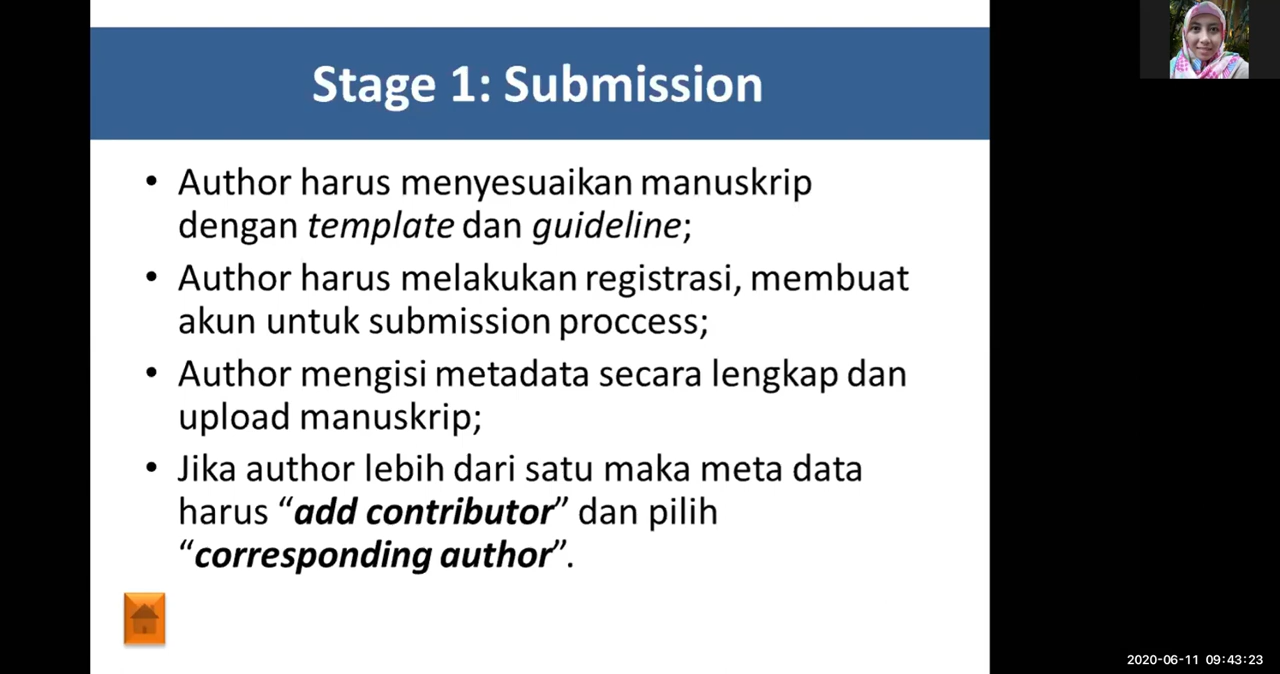 Stage 1: Submission
• Author harus menyesuaikan manuskrip
dengan template dan guideline;
• Author harus melakukan registrasi, membuat
akun untuk submission proccess;
• Author mengisi metadata secara lengkap dan
upload manuskrip;
• Jika author lebih dari satu maka meta data
harus “add contributor” dan pilih
“corresponding author”.
2020-06-11 09:43:23